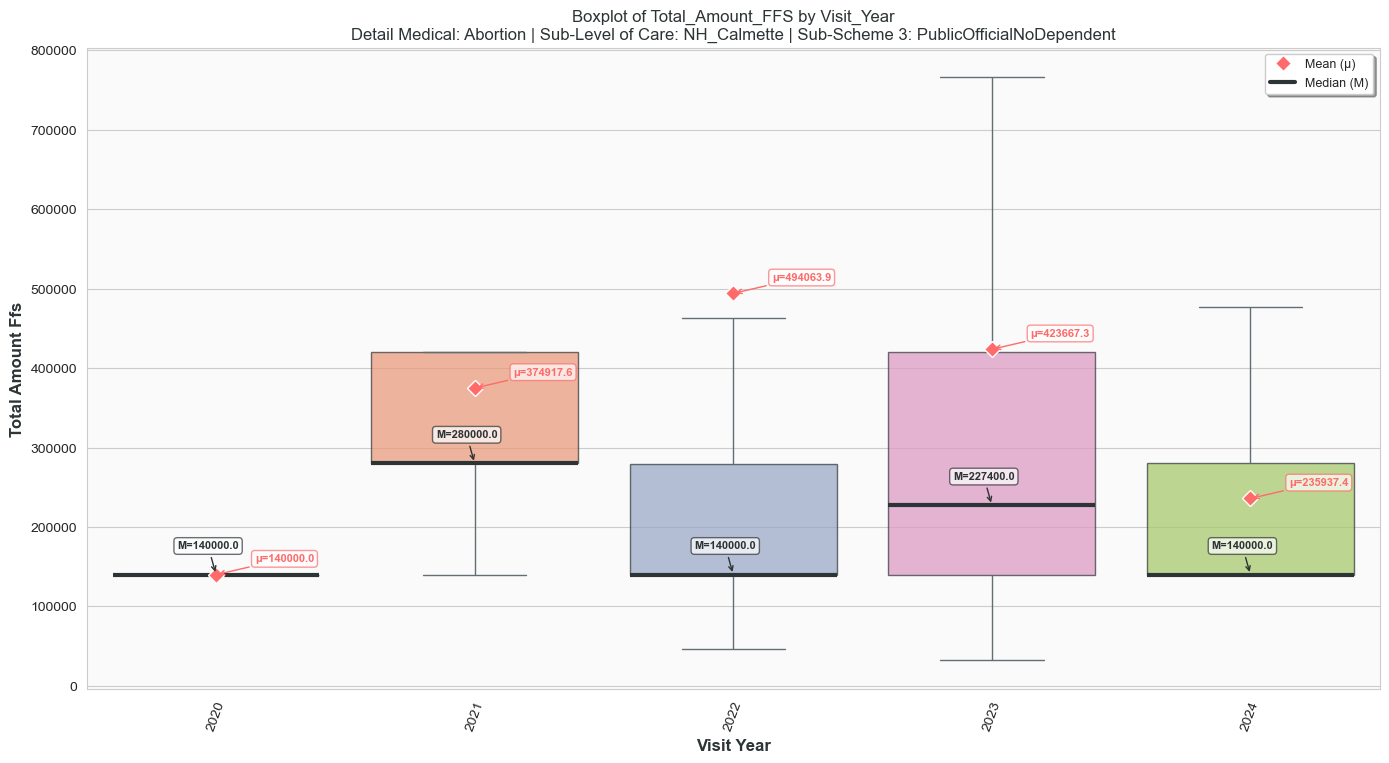 Boxplot of Total_Amount_FFS by Visit_Year
Detail Medical: Abortion | Sub-Level of Care: NH_Calmette | Sub-Scheme 3: PublicOfficialNoDependent
Mean (μ)
Median (M)
Total Amount Ffs
800000
700000
600000
500000
400000
300000
200000
100000
0
M=140000.0
μ=140000.0
μ=374917.6
M=280000.0
μ=494063.9
M=140000.0
μ=423667.3
M=227400.0
μ=235937.4
M=140000.0
2020
2021
2022
2023
2024
Visit Year